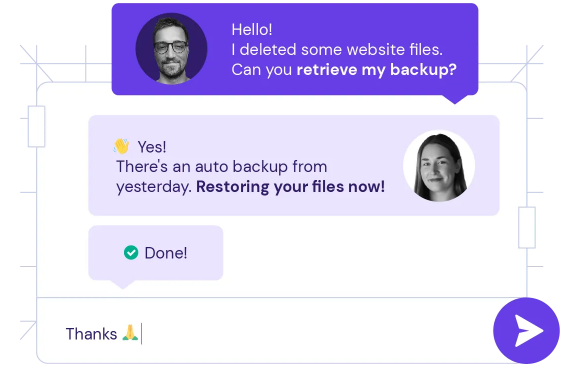 Hello!
I deleted some website files.
Can you retrieve my backup?
👋 Yes!
There's an auto backup from
yesterday. Restoring your files now!
Done!
Thanks 🙏